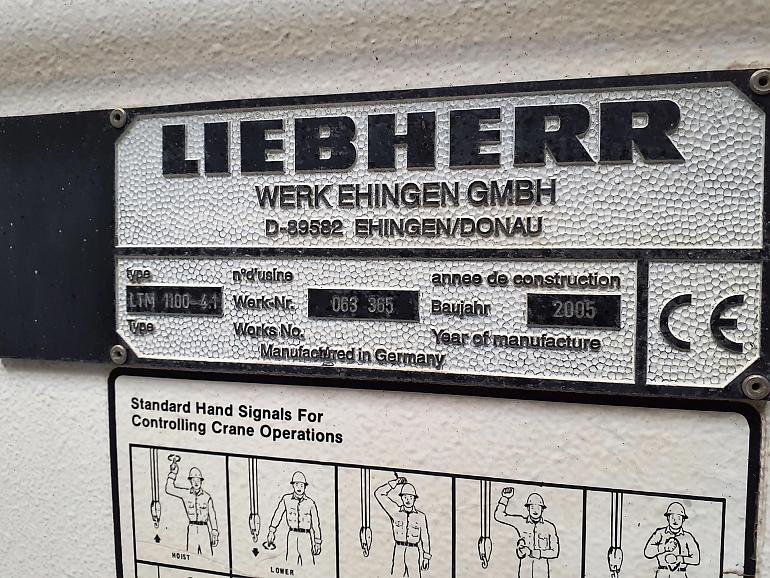 LIEBHERR
WERK EHINGEN GMBH
D-89582 EHINGEN/DONAU
type
LTM 1100-4.1
Type
n°d'usine
Werk-Nr. 063 365
Works No.
annee de construction
Baujahr 2005
Year of manufacture
Manufactured in Germany
CE
Standard Hand Signals For
Controlling Crane Operations
HOIST
LOWER